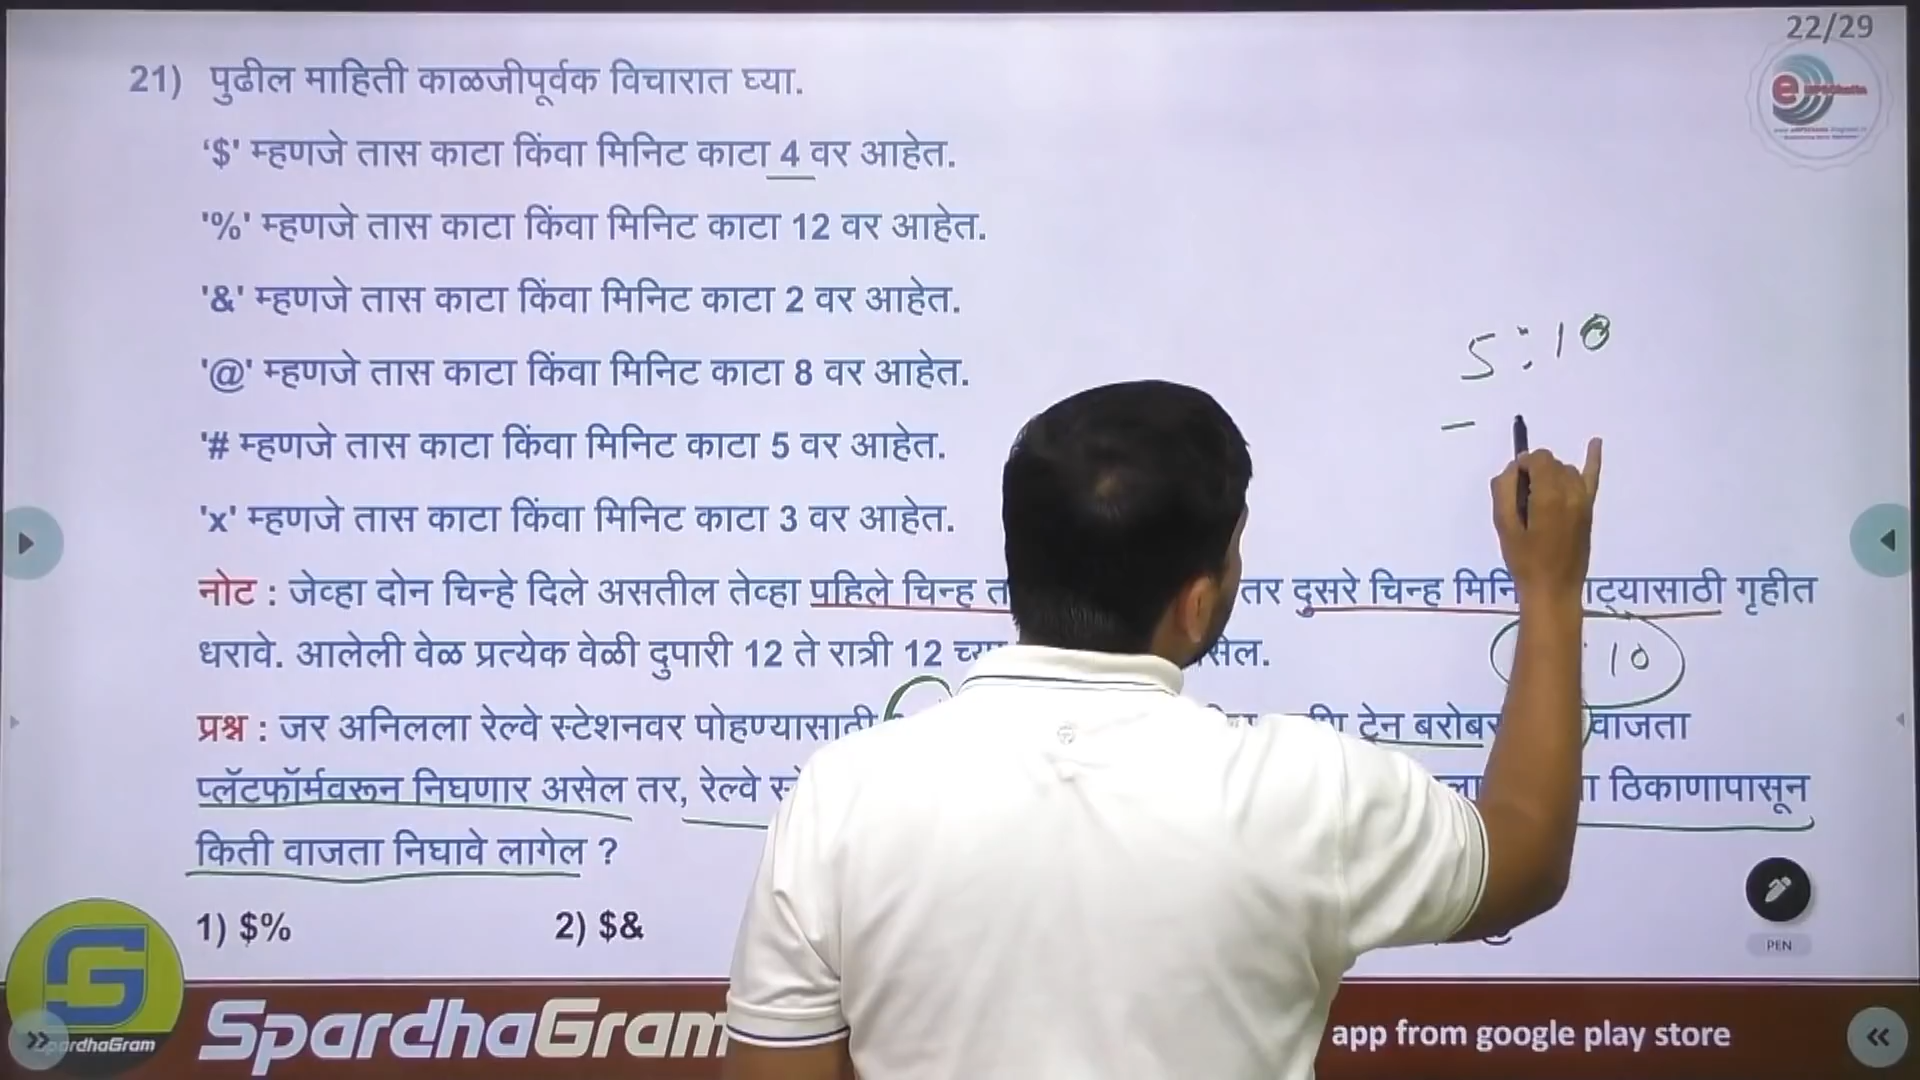 22/29
21) पुढील माहिती काळजीपूर्वक विचारात घ्या.
'$' म्हणजे तास काटा किंवा मिनिट काटा 4 वर आहेत.
'%' म्हणजे तास काटा किंवा मिनिट काटा 12 वर आहेत.
'&' म्हणजे तास काटा किंवा मिनिट काटा 2 वर आहेत.
'@' म्हणजे तास काटा किंवा मिनिट काटा 8 वर आहेत.
'# म्हणजे तास काटा किंवा मिनिट काटा 5 वर आहेत.
'x' म्हणजे तास काटा किंवा मिनिट काटा 3 वर आहेत.
5:10
-
नोट : जेव्हा दोन चिन्हे दिले असतील तेव्हा पहिले चिन्ह तर दुसरे चिन्ह गृहीत
धरावे. आलेली वेळ प्रत्येक वेळी दुपारी 12 ते रात्री 12
10
प्रश्न : जर अनिलला रेल्वे स्टेशनवर पोहण्यासाठी ट्रेन वाजता
प्लॅटफॉर्मवरून निघणार असेल तर, रेल्वे ठिकाणापासून
किती वाजता निघावे लागेल ?
1) $% 2) $&
PEN
SpardhaGram
SpardhaGram app from google play store